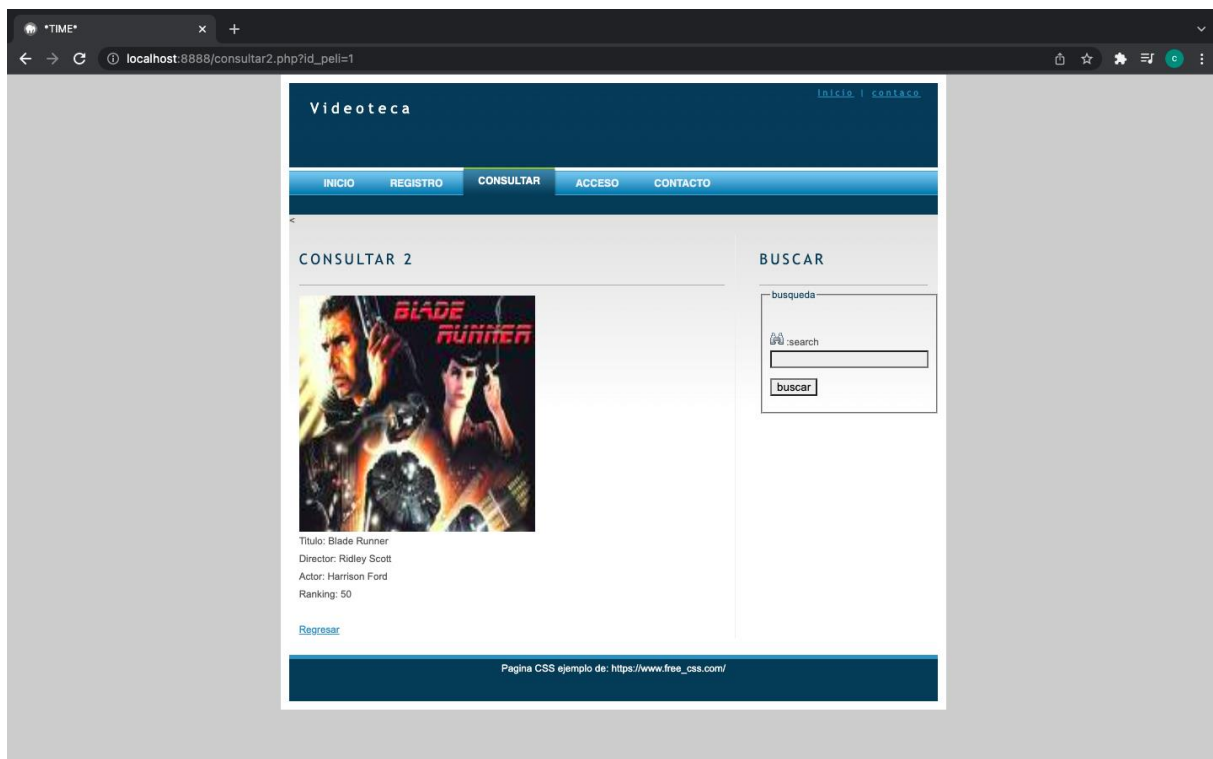 *TIME*
localhost:8888/consultar2.php?id_peli=1
c
Inicio | contaco
Videoteca
INICIO REGISTRO CONSULTAR ACCESO CONTACTO
<
CONSULTAR 2
BUSCAR
busqueda
BLADE
RUNNER
:search
buscar
Titulo: Blade Runner
Director: Ridley Scott
Actor: Harrison Ford
Ranking: 50
Regresar
Pagina CSS ejemplo de: https://www.free_css.com/